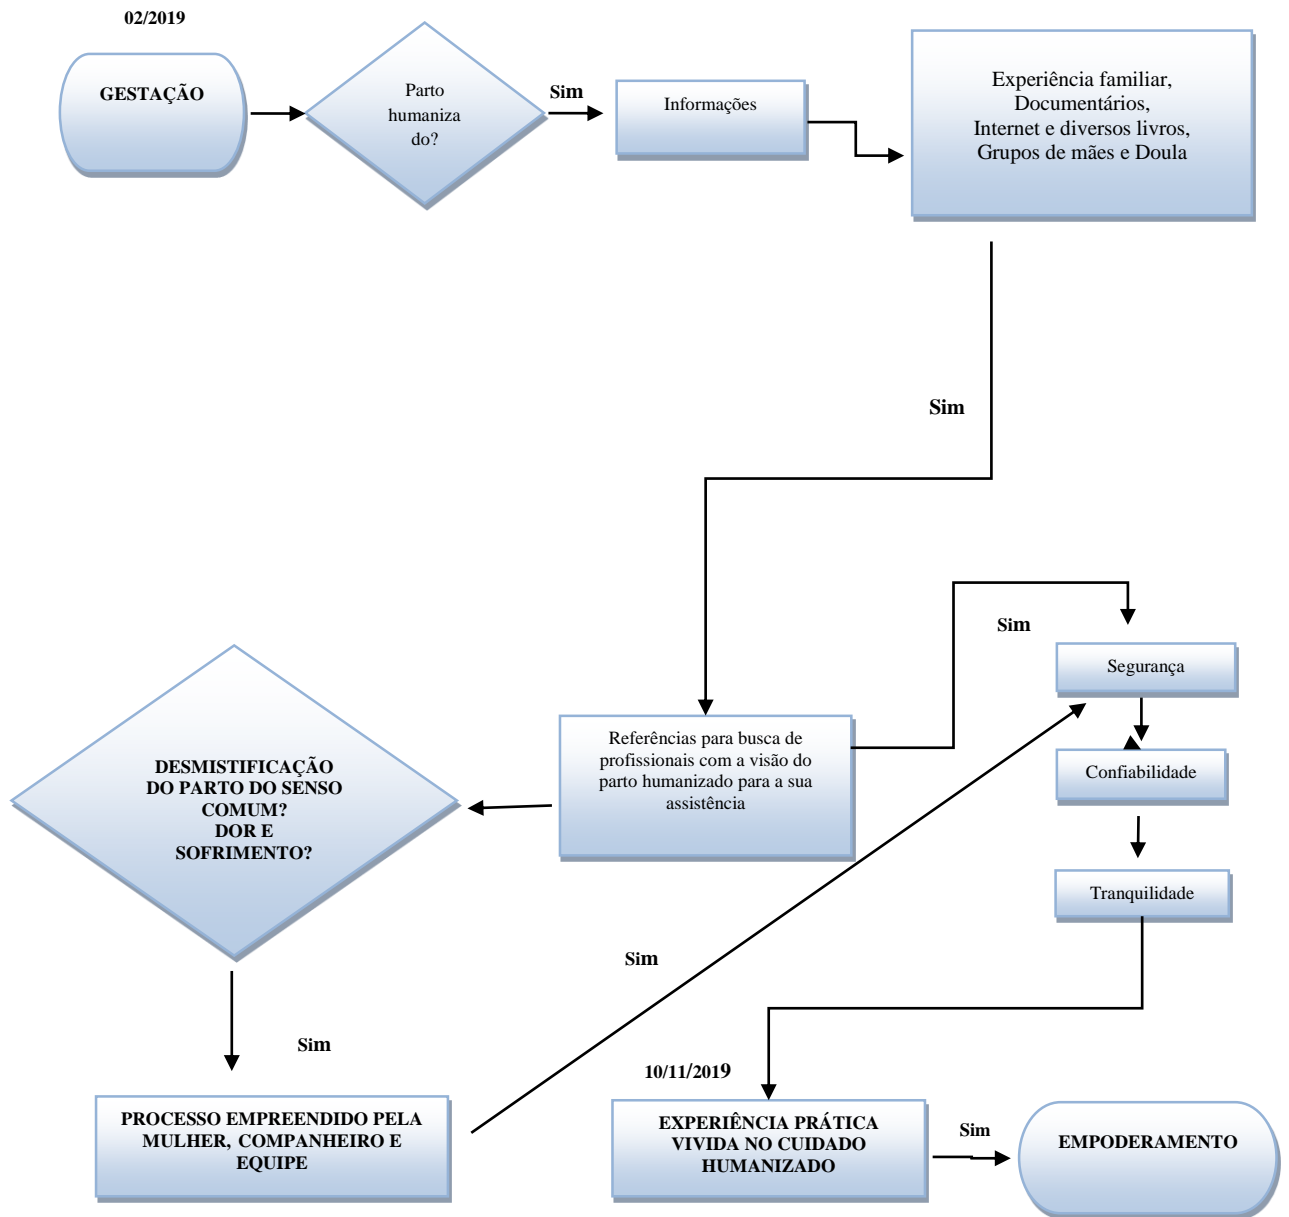 02/2019
GESTAÇÃO
Parto
humaniza
do?
Sim
Informações
Experiência familiar,
Documentários,
Internet e diversos livros,
Grupos de mães e Doula
Sim
Sim
Segurança
Referências para busca de
profissionais com a visão do
parto humanizado para a sua
assistência
DESMISTIFICAÇÃO
DO PARTO DO SENSO
COMUM?
DOR E
SOFRIMENTO?
Confiabilidade
Tranquilidade
Sim
Sim
10/11/2019
PROCESSO EMPREENDIDO PELA
MULHER, COMPANHEIRO E
EQUIPE
EXPERIÊNCIA PRÁTICA
VIVIDA NO CUIDADO
HUMANIZADO
Sim
EMPODERAMENTO